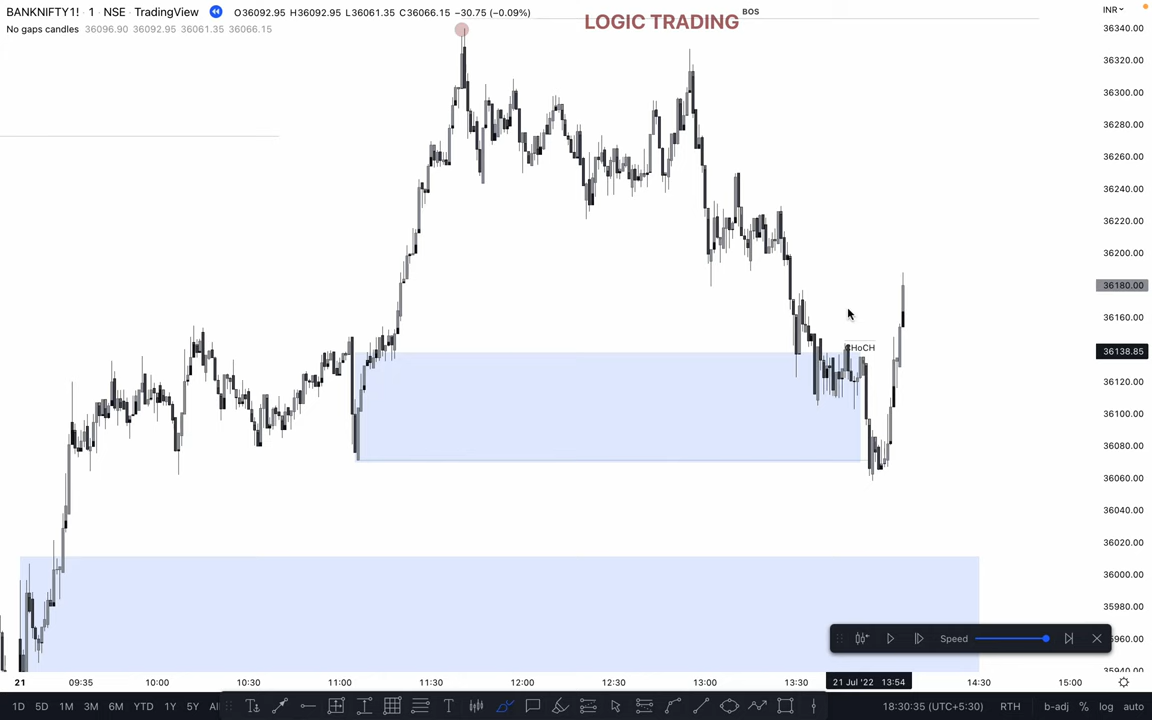 BANKNIFTY1! · 1 · NSE · TradingView O36092.95 H36092.95 L36061.35 C36066.15 −30.75 (−0.09%)
LOGIC TRADING
BOS
INR
No gaps candles 36096.90 36092.95 36061.35 36066.15
36340.00
36320.00
36300.00
36280.00
36260.00
36240.00
36220.00
36200.00
36180.00
36160.00
CHoCH
36138.85
36120.00
36100.00
36080.00
36060.00
36040.00
36020.00
36000.00
35980.00
Speed
35960.00
35940.00
21 09:35 10:00 10:30 11:00 11:30 12:00 12:30 13:00 13:30 21 Jul '22 13:54 14:30 15:00
1D 5D 1M 3M 6M YTD 1Y 5Y Al T 18:30:35 (UTC+5:30) RTH b-adj % log auto